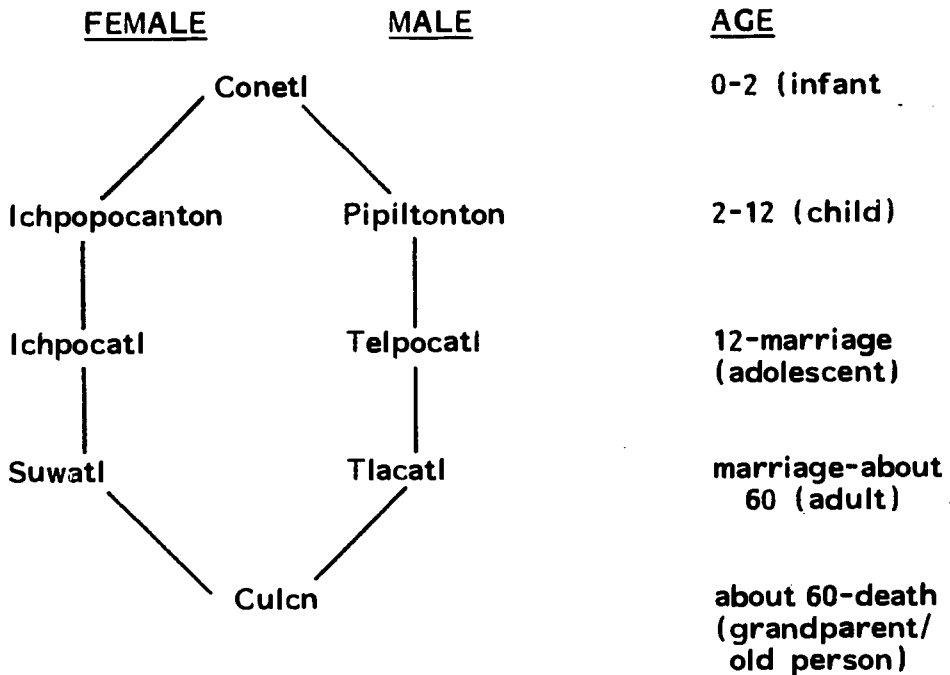 FEMALE MALE AGE
Conetl 0-2 (infant
Ichpopocanton Pipiltonton 2-12 (child)
Ichpocatl Telpocatl 12-marriage
(adolescent)
Suwatl Tlacatl marriage-about
60 (adult)
Culcn about 60-death
(grandparent/
old person)